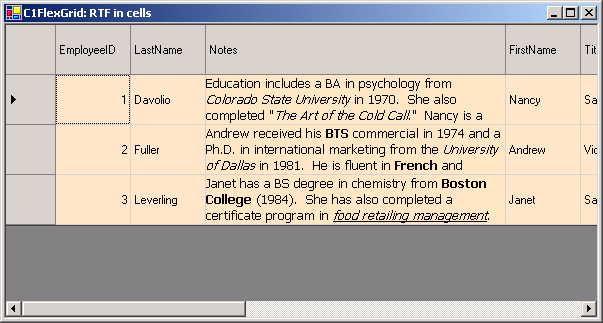 C1FlexGrid: RTF in cells
EmployeeID LastName Notes FirstName Tit
1 Davolio Education includes a BA in psychology from Nancy Sa
Colorado State University in 1970.  She also
completed "The Art of the Cold Call."  Nancy is a
2 Fuller Andrew received his BTS commercial in 1974 and a Andrew Vic
Ph.D. in international marketing from the University
of Dallas in 1981.  He is fluent in French and
3 Leverling Janet has a BS degree in chemistry from Boston Janet Sa
College (1984).  She has also completed a
certificate program in food retailing management.